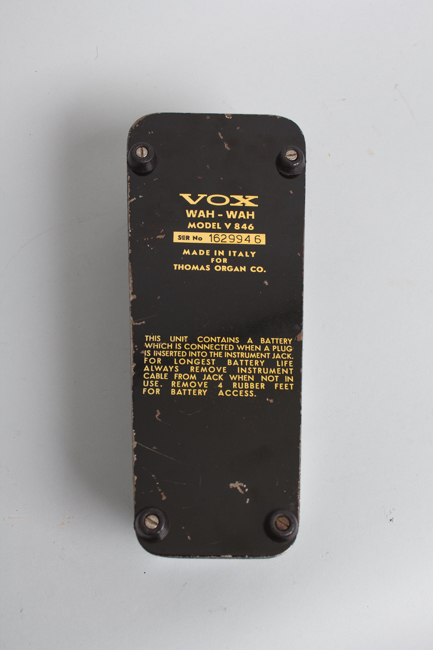 VOX
WAH - WAH
MODEL V 846
SER No 1629946
MADE IN ITALY
FOR
THOMAS ORGAN CO.
THIS UNIT CONTAINS A BATTERY
WHICH IS CONNECTED WHEN A PLUG
IS INSERTED INTO THE INSTRUMENT JACK.
FOR LONGEST BATTERY LIFE
ALWAYS REMOVE INSTRUMENT
CABLE FROM JACK WHEN NOT IN
USE. REMOVE 4 RUBBER FEET
FOR BATTERY ACCESS.